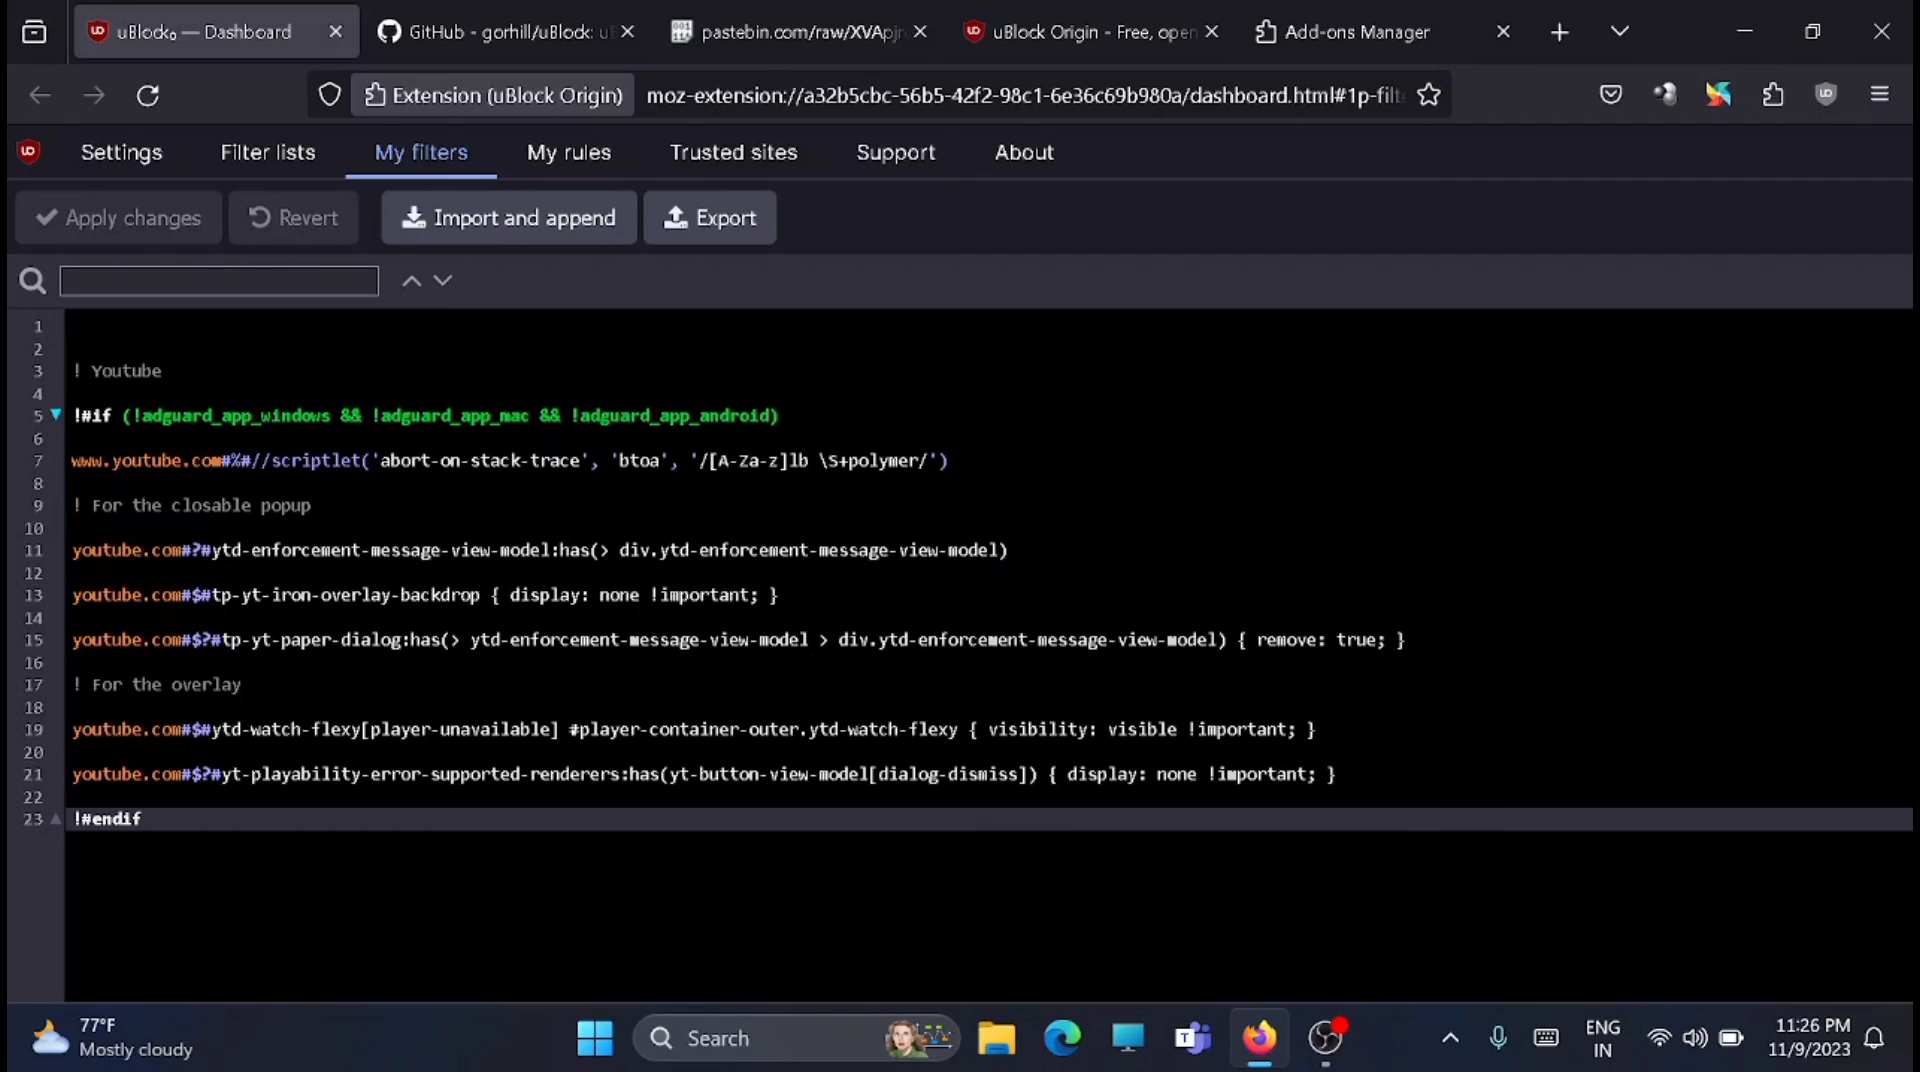 uBlock₀ — Dashboard
GitHub - gorhill/uBlock: u
pastebin.com/raw/XVApjr
uBlock Origin - Free, open
Add-ons Manager
Extension (uBlock Origin)
moz-extension://a32b5cbc-56b5-42f2-98c1-6e36c69b980a/dashboard.html#1p-filt
Settings
Filter lists
My filters
My rules
Trusted sites
Support
About
Apply changes
Revert
Import and append
Export
1
2
3 ! Youtube
4
5 !#if (!adguard_app_windows && !adguard_app_mac && !adguard_app_android)
6
7 www.youtube.com#%#//scriptlet('abort-on-stack-trace', 'btoa', '/[A-Za-z]lb \S+polymer/')
8
9 ! For the closable popup
10
11 youtube.com#?#ytd-enforcement-message-view-model:has(> div.ytd-enforcement-message-view-model)
12
13 youtube.com#$#tp-yt-iron-overlay-backdrop { display: none !important; }
14
15 youtube.com#$?#tp-yt-paper-dialog:has(> ytd-enforcement-message-view-model > div.ytd-enforcement-message-view-model) { remove: true; }
16
17 ! For the overlay
18
19 youtube.com#$#ytd-watch-flexy[player-unavailable] #player-container-outer.ytd-watch-flexy { visibility: visible !important; }
20
21 youtube.com#$?#yt-playability-error-supported-renderers:has(yt-button-view-model[dialog-dismiss]) { display: none !important; }
22
23 !#endif
77°F
Mostly cloudy
Search
ENG
IN
11:26 PM
11/9/2023